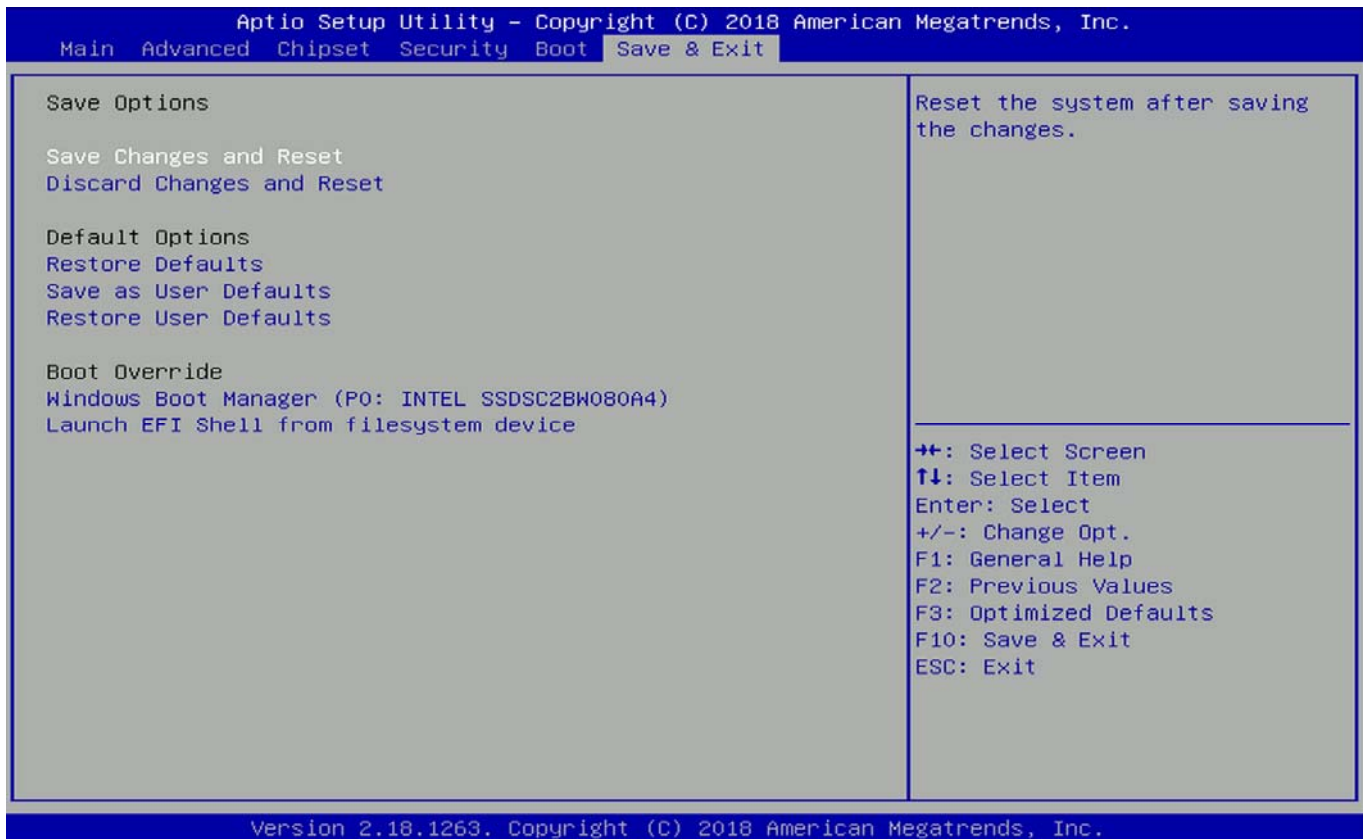 Aptio Setup Utility – Copyright (C) 2018 American Megatrends, Inc.
Main Advanced Chipset Security Boot Save & Exit
Save Options
Save Changes and Reset
Discard Changes and Reset
Default Options
Restore Defaults
Save as User Defaults
Restore User Defaults
Boot Override
Windows Boot Manager (P0: INTEL SSDSC2BW080A4)
Launch EFI Shell from filesystem device
Reset the system after saving
the changes.
→←: Select Screen
↑↓: Select Item
Enter: Select
+/-: Change Opt.
F1: General Help
F2: Previous Values
F3: Optimized Defaults
F10: Save & Exit
ESC: Exit
Version 2.18.1263. Copyright (C) 2018 American Megatrends, Inc.